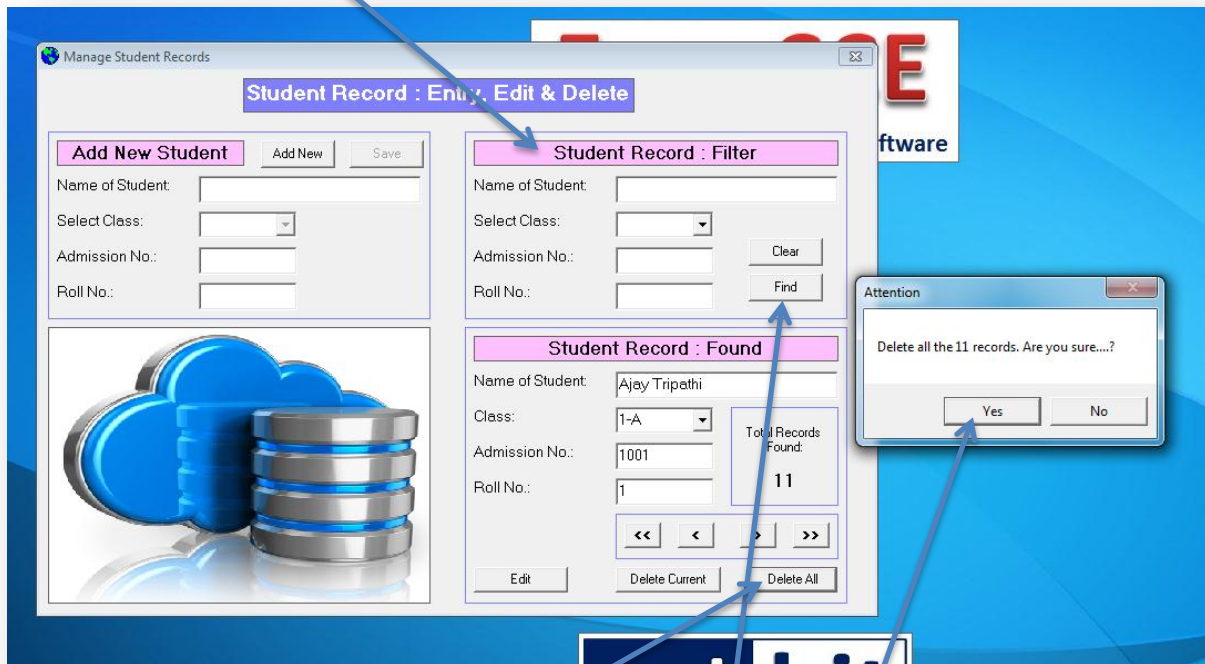 Manage Student Records
Student Record : Entry, Edit & Delete
Add New Student
Add New
Save
Name of Student:
Select Class:
Admission No.:
Roll No.:
Student Record : Filter
Name of Student:
Select Class:
Admission No.:
Roll No.:
Clear
Find
Student Record : Found
Name of Student:
Ajay Tripathi
Class:
1-A
Admission No.:
1001
Roll No.:
1
Total Records
Found:
11
<< < > >>
Edit
Delete Current
Delete All
Attention
Delete all the 11 records. Are you sure....?
Yes
No
E
ftware